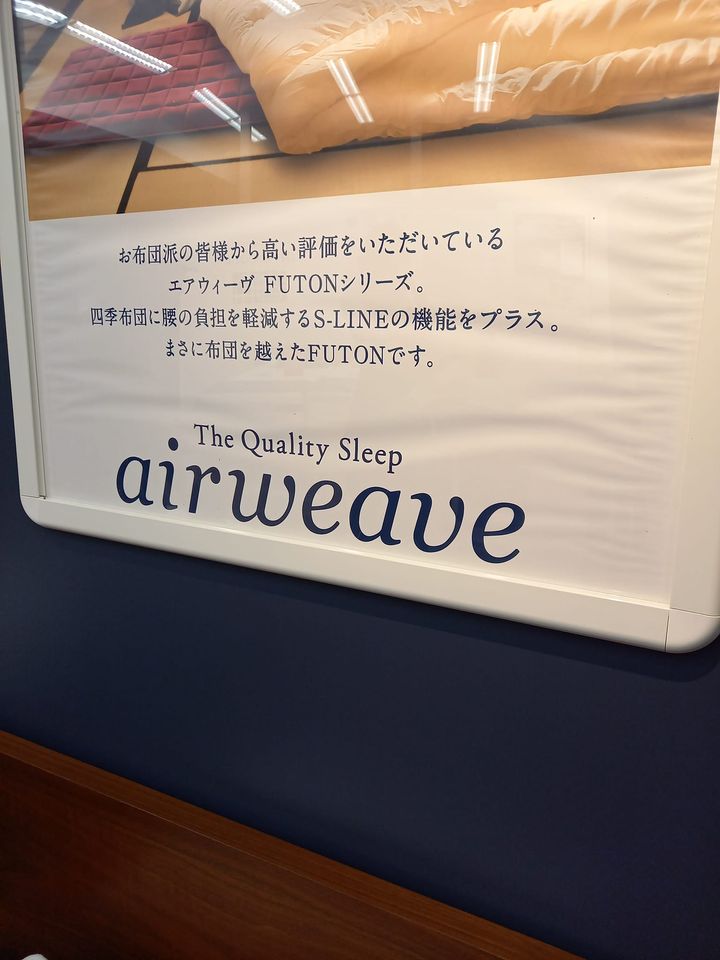 お布団派の皆様から高い評価をいただいている
エアウィーヴ FUTONシリーズ。
四季布団に腰の負担を軽減するS-LINEの機能をプラス。
まさに布団を越えたFUTONです。
The Quality Sleep
airweave